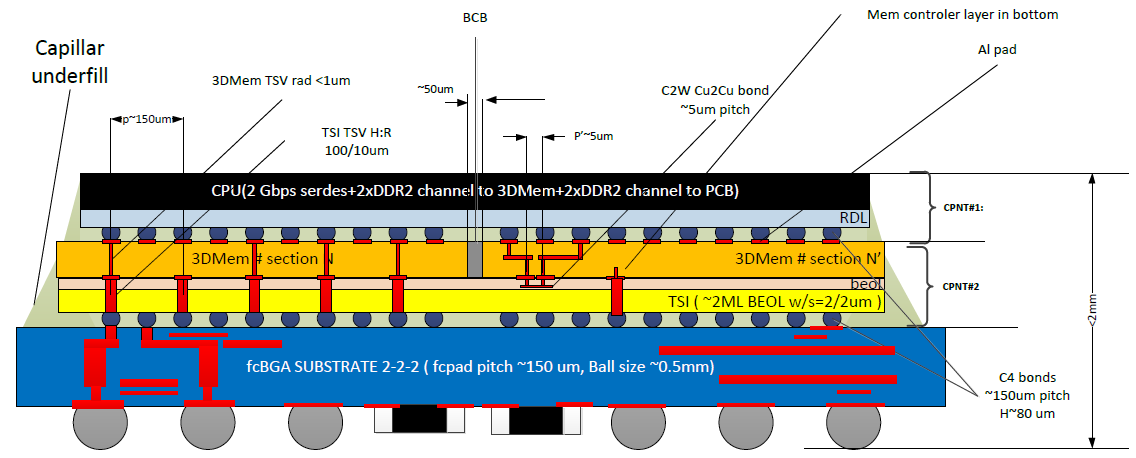 BCB
Mem controler layer in bottom
Capillar
underfill
Al pad
3DMem TSV rad <1um
~50um
C2W Cu2Cu bond
~5um pitch
p~150um
TSI TSV H:R
100/10um
P'~5um
CPU(2 Gbps serdes+2xDDR2 channel to 3DMem+2xDDR2 channel to PCB)
CPNT#1:
RDL
3DMem # section N
3DMem # section N'
beol
CPNT#2
TSI ( ~2ML BEOL w/s=2/2um )
<2mm
fcBGA SUBSTRATE 2-2-2 ( fcpad pitch ~150 um, Ball size ~0.5mm)
C4 bonds
~150um pitch
H~80 um